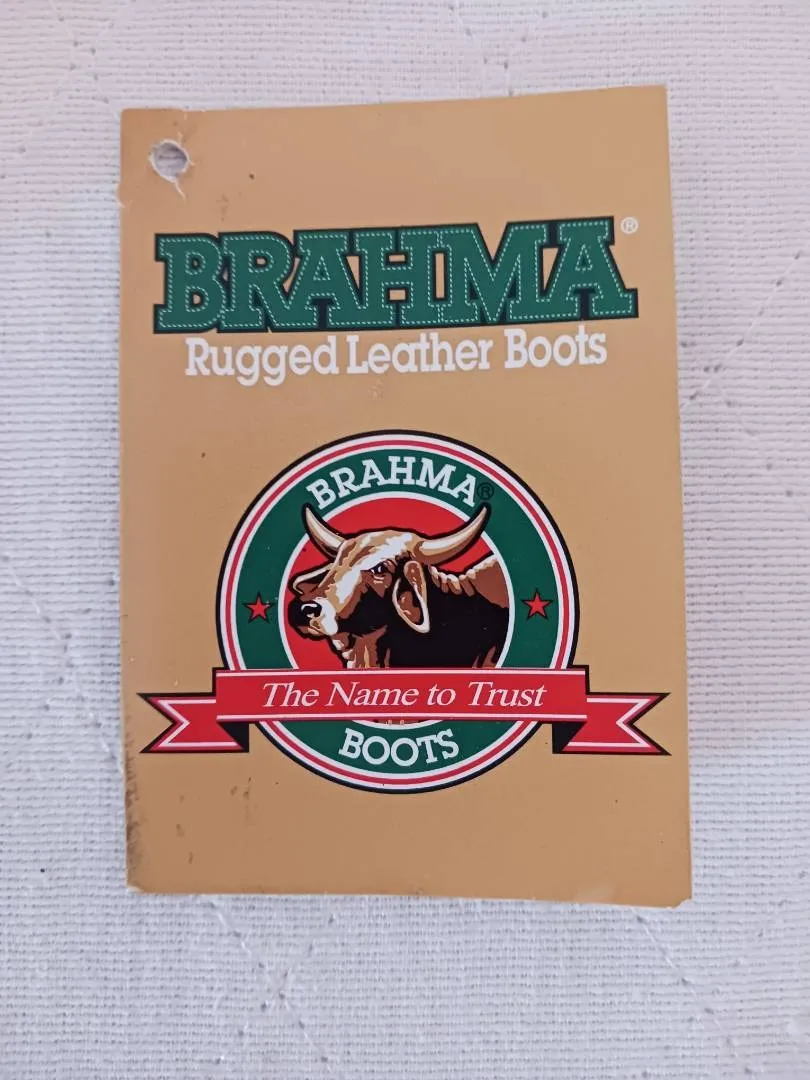 BRAHMA®
Rugged Leather Boots
BRAHMA®
The Name to Trust
BOOTS